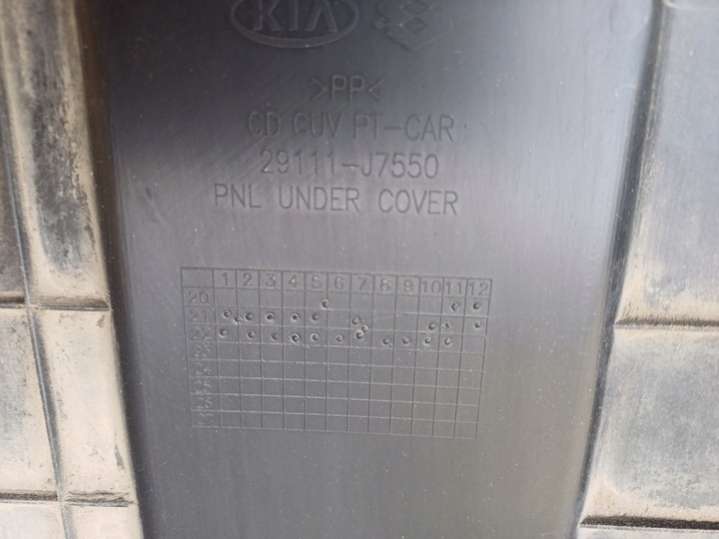 KIA
>PP<
CD CUV PT-CAR
29111-J7550
PNL UNDER COVER
1 2 3 4 5 6 7 8 9 10 11 12
20
21
22